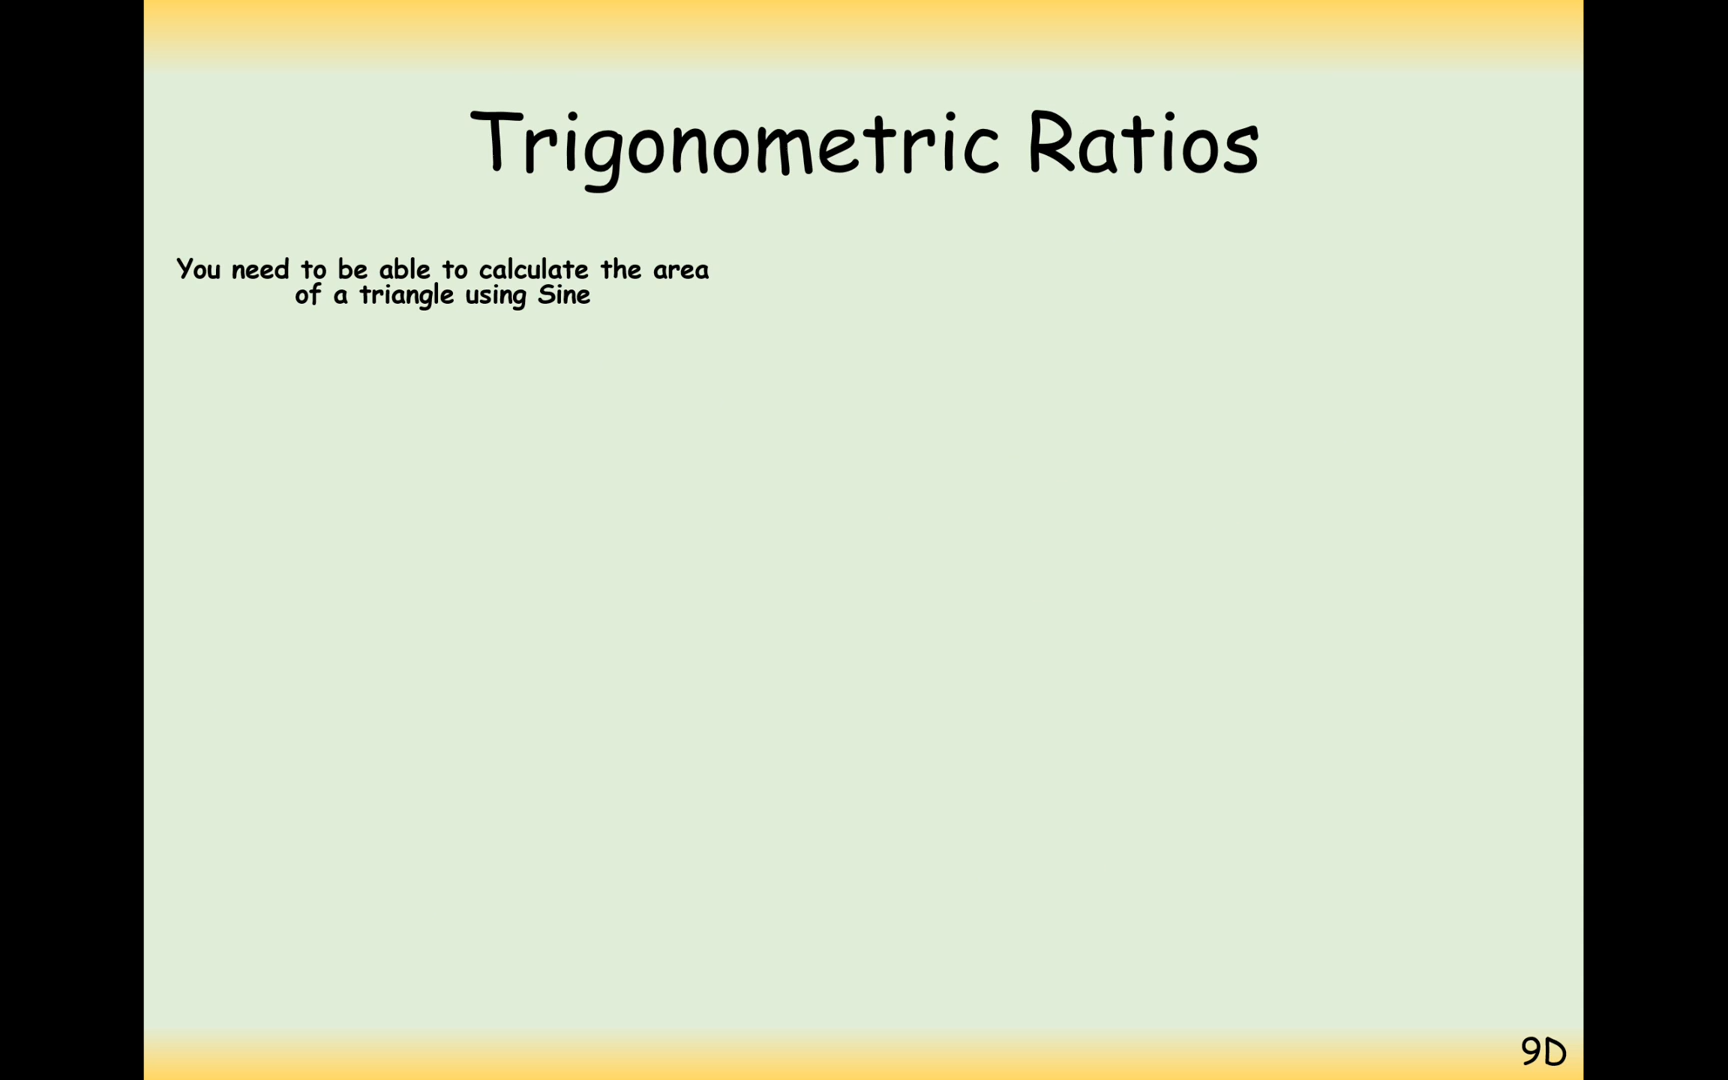 Trigonometric Ratios
You need to be able to calculate the area
of a triangle using Sine
9D